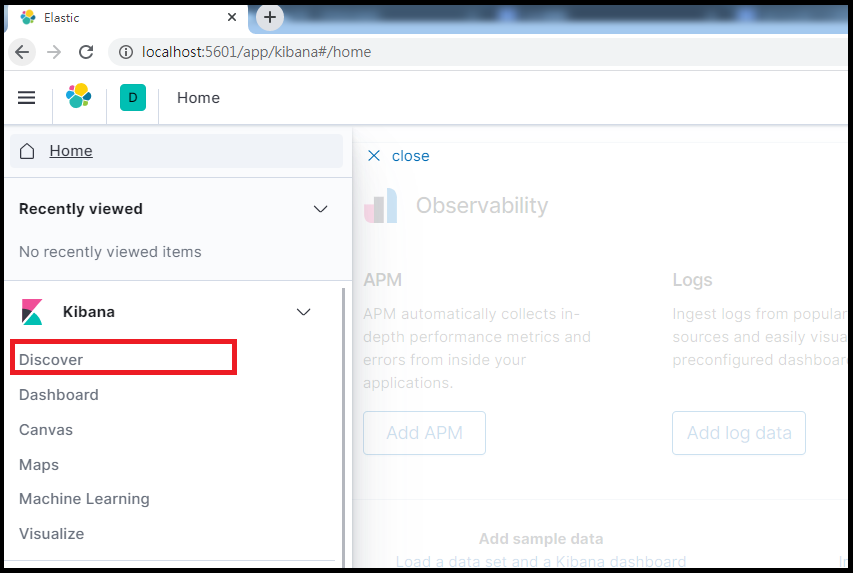 Elastic
localhost:5601/app/kibana#/home
D
Home
Home
close
Recently viewed
No recently viewed items
Kibana
Discover
Dashboard
Canvas
Maps
Machine Learning
Visualize
Observability
APM
APM automatically collects in-
depth performance metrics and
errors from inside your
applications.
Add APM
Logs
Ingest logs from popular
sources and easily visua
preconfigured dashboar
Add log data
Add sample data
Load a data set and a Kibana dashboard